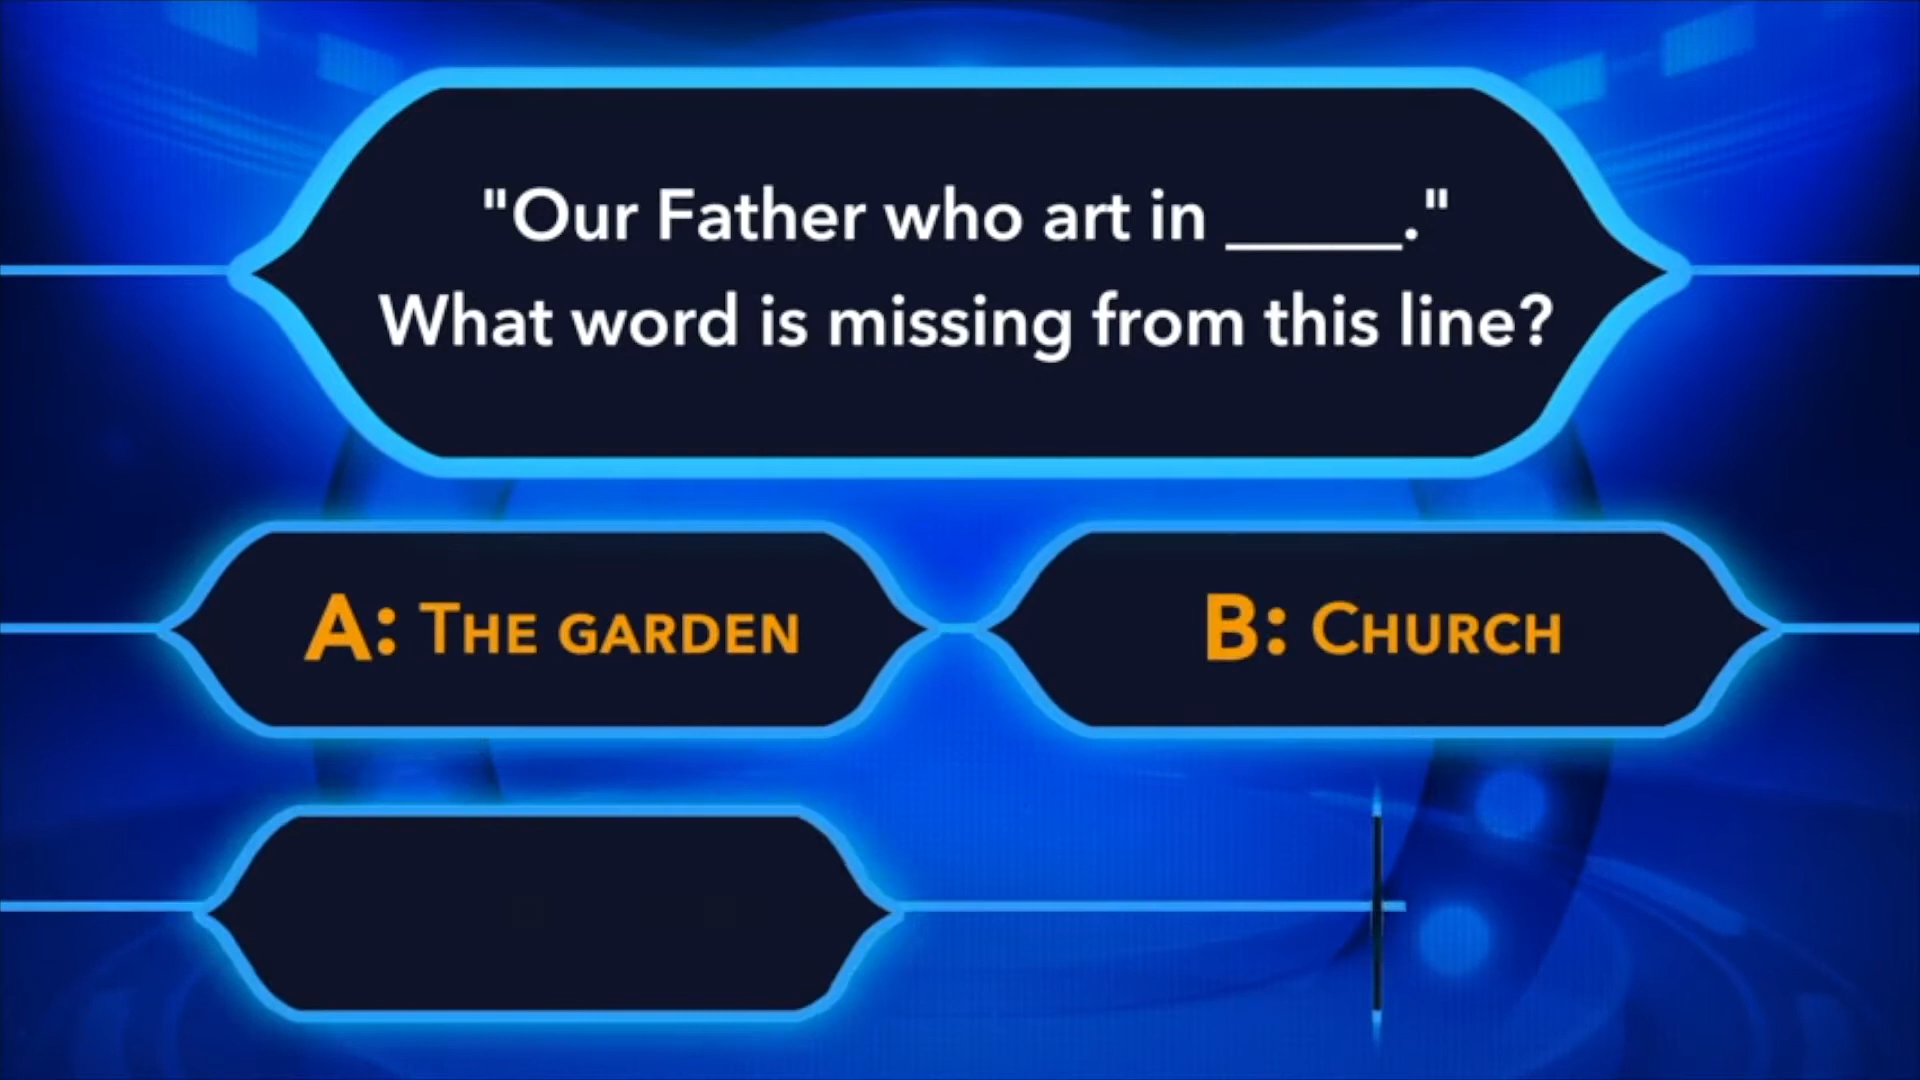 "Our Father who art in _____."
What word is missing from this line?
A: The garden
B: Church